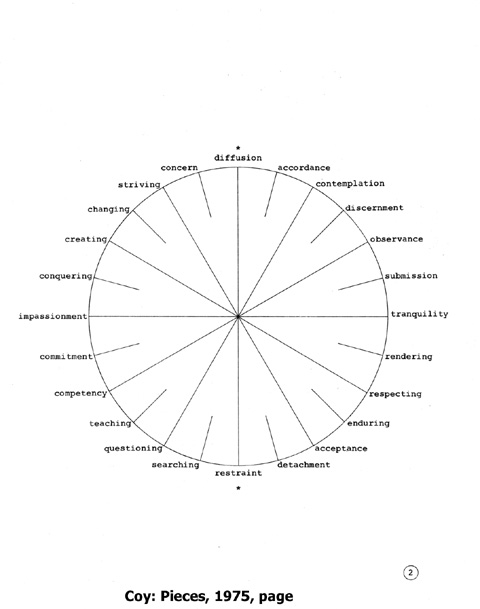 *
diffusion
concern
accordance
striving
contemplation
changing
discernment
creating
observance
conquering
submission
impassionment
tranquility
commitment
rendering
competency
respecting
teaching
enduring
questioning
acceptance
searching
detachment
restraint
*
2
Coy: Pieces, 1975, page